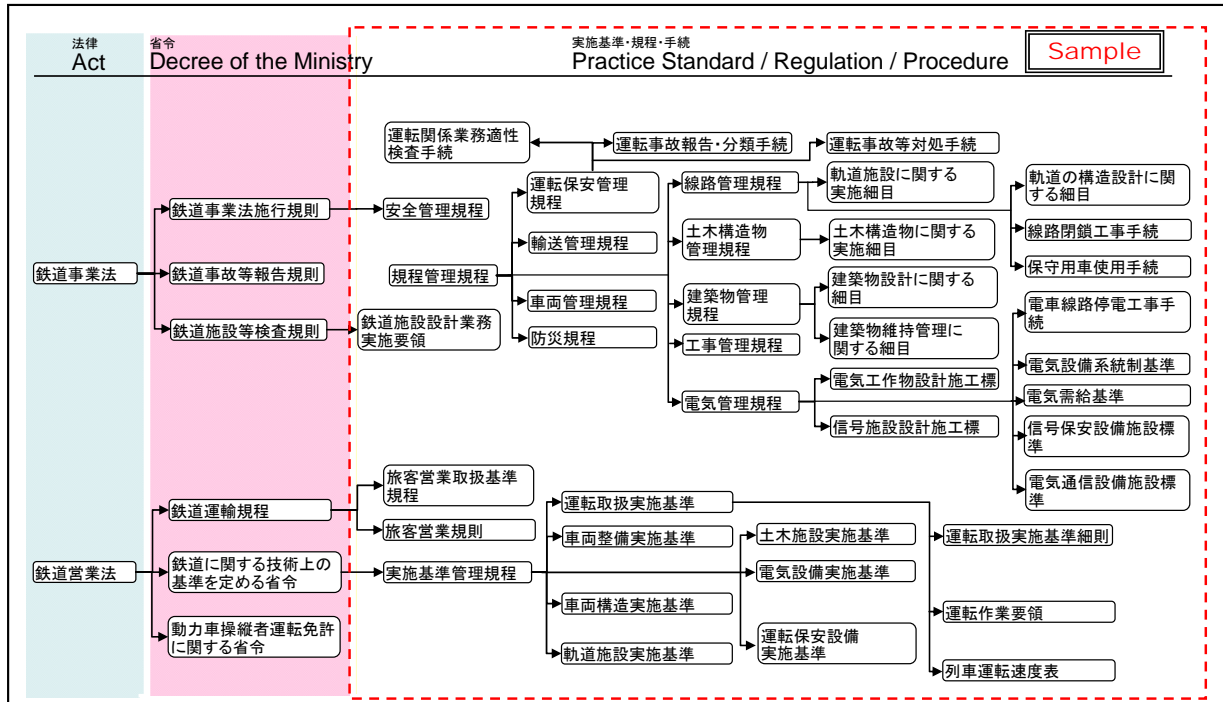 法律
Act
省令
Decree of the Ministry
実施基準・規程・手続
Practice Standard / Regulation / Procedure
Sample
運転関係業務適性
検査手続
運転事故報告・分類手続
運転事故等対処手続
運転保安管理
規程
線路管理規程
軌道施設に関する
実施細目
軌道の構造設計に関
する細目
鉄道事業法施行規則
安全管理規程
輸送管理規程
土木構造物
管理規程
土木構造物に関する
実施細目
線路閉鎖工事手続
鉄道事業法
鉄道事故等報告規則
規程管理規程
保守用車使用手続
車両管理規程
建築物管理
規程
建築物設計に関する
細目
電車線路停電工事手
続
鉄道施設等検査規則
鉄道施設設計業務
実施要領
防災規程
工事管理規程
建築物維持管理に
関する細目
電気設備系統制基準
電気管理規程
電気工作物設計施工標
電気需給基準
信号施設設計施工標
信号保安設備施設標
準
電気通信設備施設標
準
鉄道運輸規程
旅客営業取扱基準
規程
旅客営業規則
運転取扱実施基準
車両整備実施基準
土木施設実施基準
運転取扱実施基準細則
鉄道営業法
鉄道に関する技術上の
基準を定める省令
実施基準管理規程
電気設備実施基準
車両構造実施基準
運転作業要領
動力車操縦者運転免許
に関する省令
軌道施設実施基準
運転保安設備
実施基準
列車運転速度表